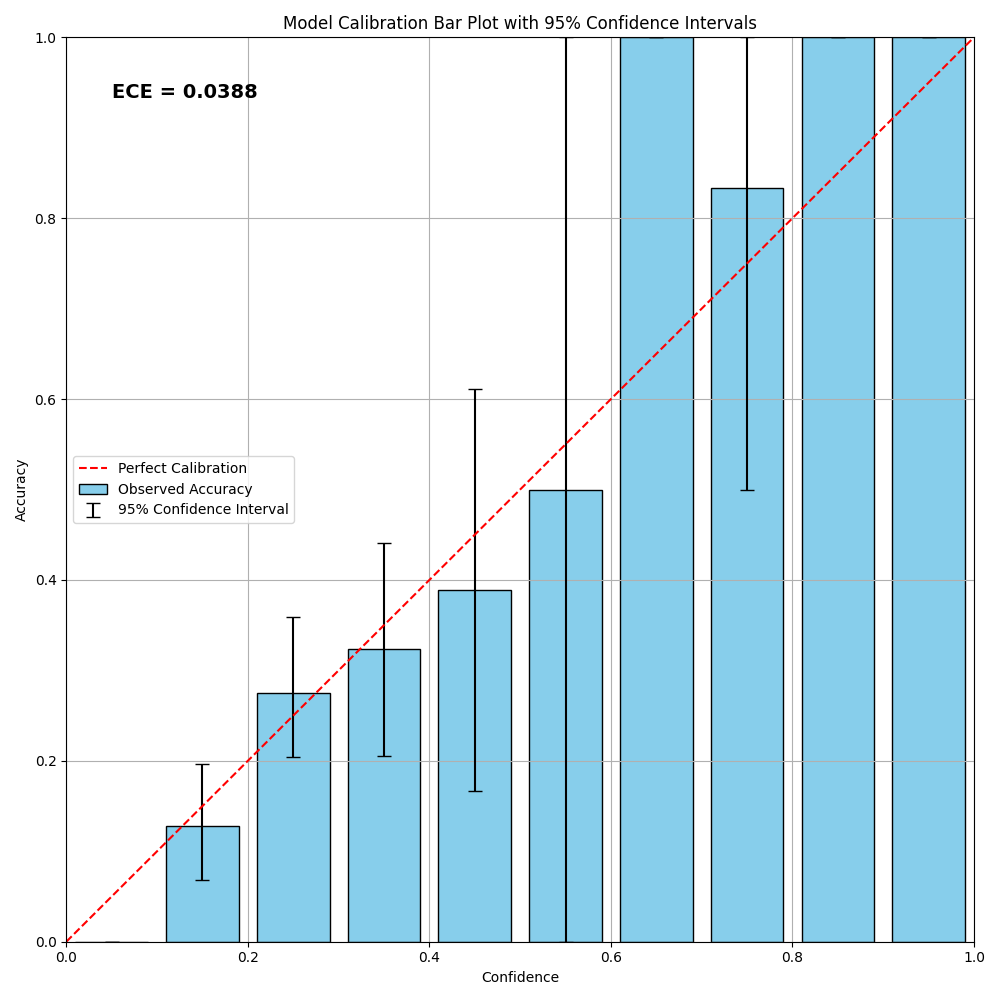 Model Calibration Bar Plot with 95% Confidence Intervals
1.0
ECE = 0.0388
0.8
0.6
Accuracy
Perfect Calibration
Observed Accuracy
95% Confidence Interval
0.4
0.2
0.0
0.0 0.2 0.4 0.6 0.8 1.0
Confidence